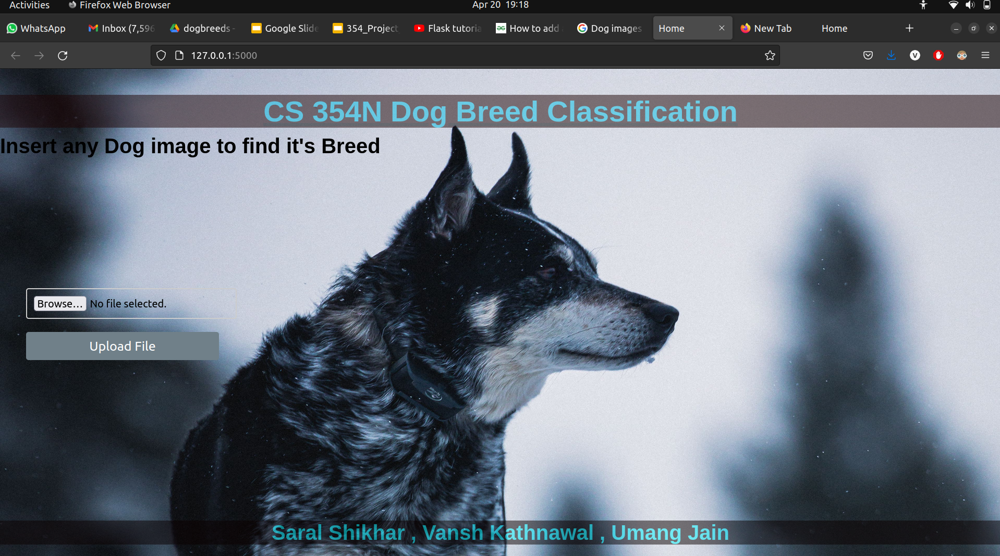 Activities Firefox Web Browser Apr 20 19:18
WhatsApp Inbox (7,596 dogbreeds - Google Slide 354_Project Flask tutoria How to add Dog images Home New Tab Home
127.0.0.1:5000
CS 354N Dog Breed Classification
Insert any Dog image to find it's Breed
Browse... No file selected.
Upload File
Saral Shikhar , Vansh Kathnawal , Umang Jain